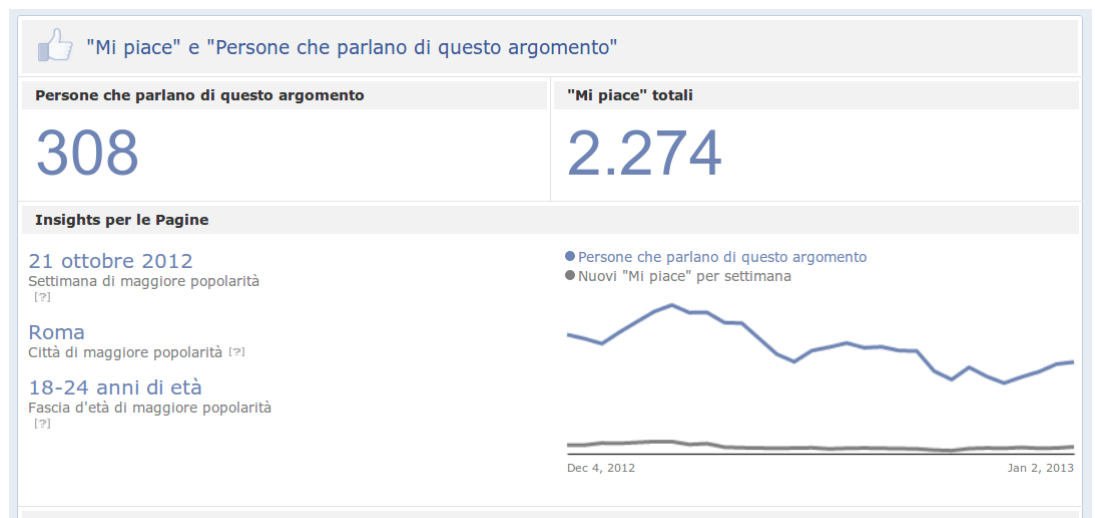 "Mi piace" e "Persone che parlano di questo argomento"
Persone che parlano di questo argomento
308
"Mi piace" totali
2.274
Insights per le Pagine
21 ottobre 2012
Settimana di maggiore popolarità
[?]
Roma
Città di maggiore popolarità [?]
18-24 anni di età
Fascia d'età di maggiore popolarità
[?]
Persone che parlano di questo argomento
Nuovi "Mi piace" per settimana
Dec 4, 2012
Jan 2, 2013